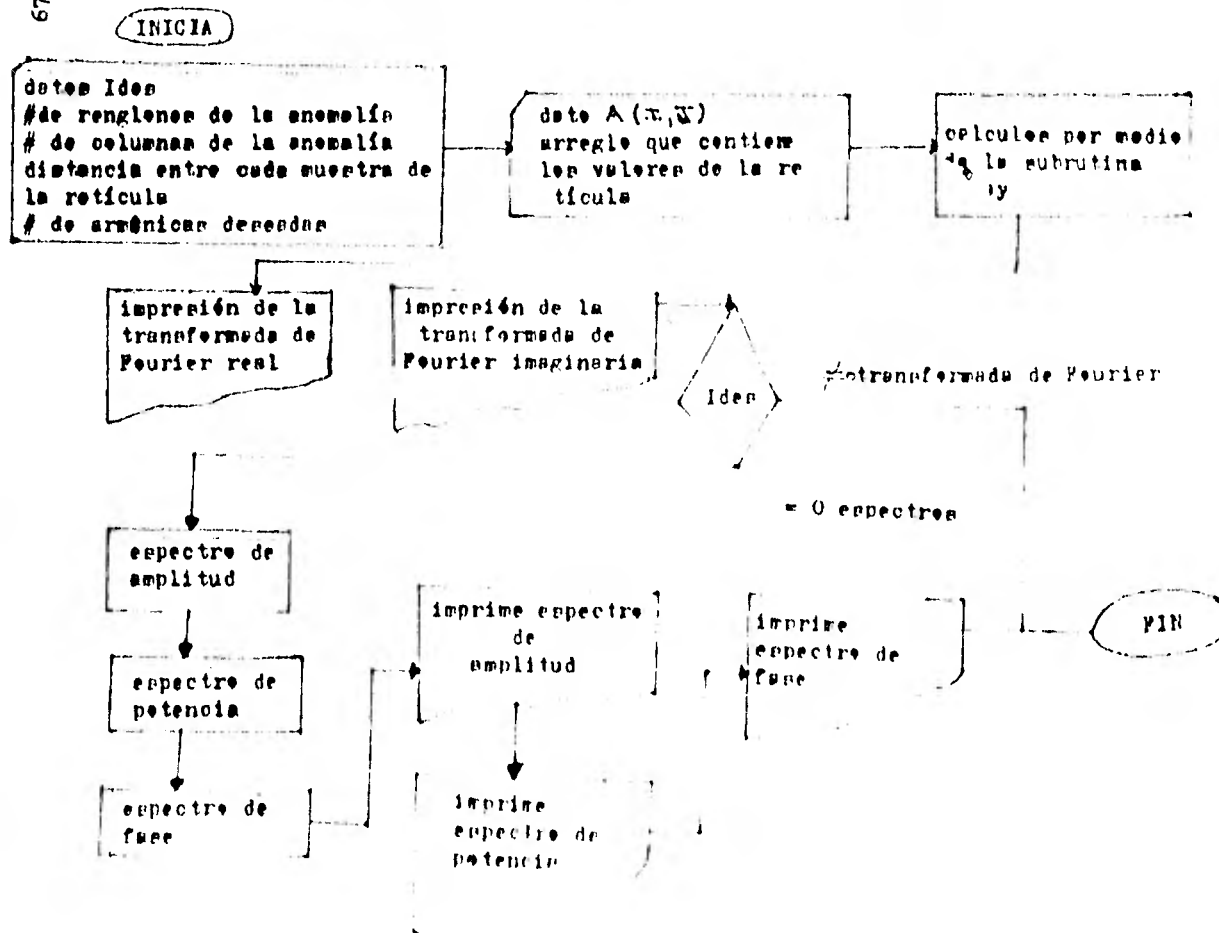 67
INICIA
datos Ides
#de renglones de la anomalía
# de columnas de la anomalía
distancia entre cada muestra de
la retícula
# de armónicas deseadas
dato A (I,J)
arreglo que contiene
los valores de la re
tícula
calculos por medio
de la subrutina
impresión de la
transformada de
Fourier real
impresión de la
transformada de
Fourier imaginaria
Ides
≠0transformada de Fourier
= 0 espectros
espectro de
amplitud
espectro de
potencia
espectro de
fase
imprime espectro
de
amplitud
imprime
espectro de
potencia
imprime
espectro de
fase
FIN